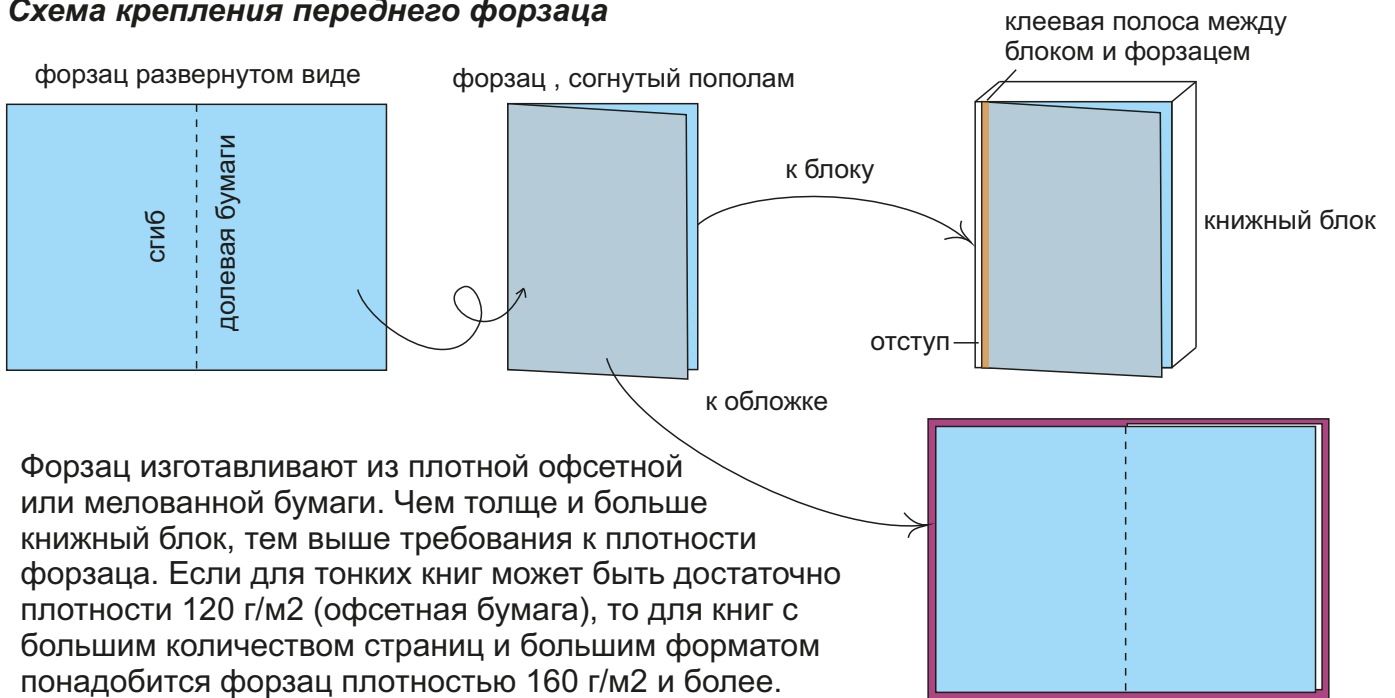 Схема крепления переднего форзаца
клеевая полоса между
блоком и форзацем
форзац развернутом виде
форзац , согнутый пополам
сгиб
долевая бумаги
к блоку
книжный блок
отступ
к обложке
Форзац изготавливают из плотной офсетной
или мелованной бумаги. Чем толще и больше
книжный блок, тем выше требования к плотности
форзаца. Если для тонких книг может быть достаточно
плотности 120 г/м2 (офсетная бумага), то для книг с
большим количеством страниц и большим форматом
понадобится форзац плотностью 160 г/м2 и более.